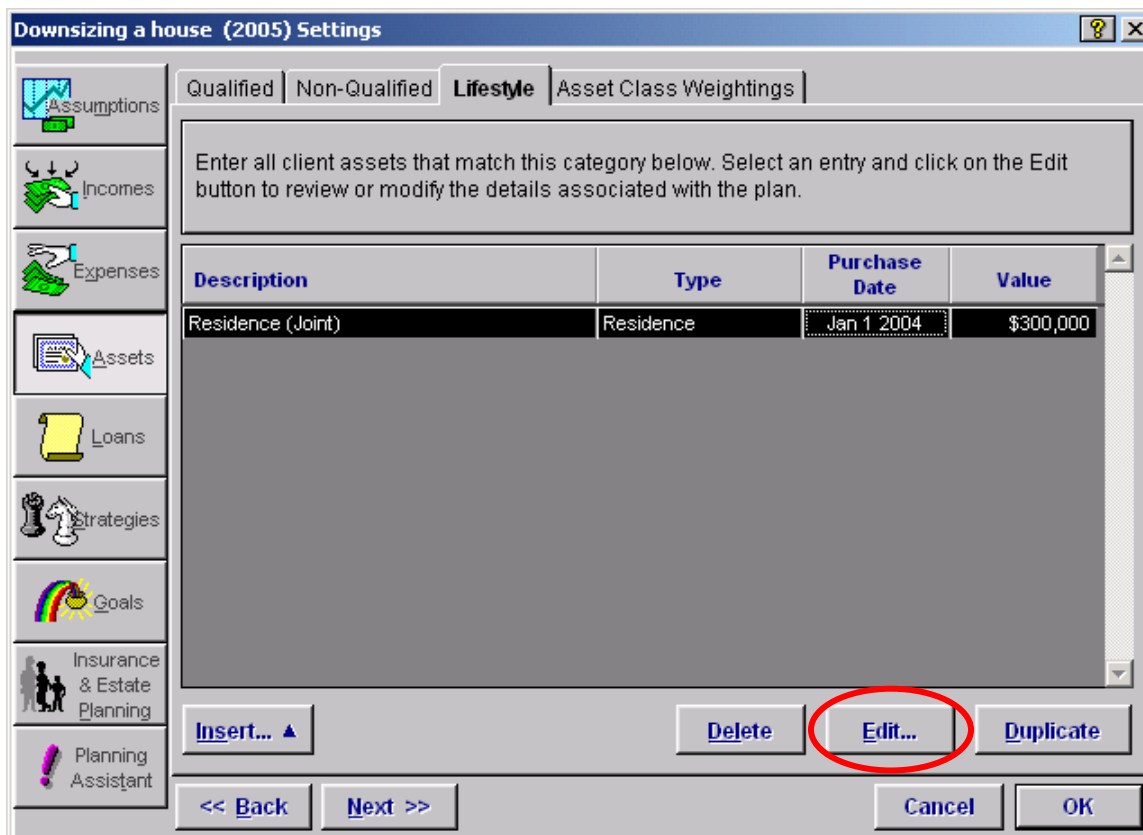 Downsizing a house (2005) Settings
Assumptions
Incomes
Expenses
Assets
Loans
Strategies
Goals
Insurance
& Estate
Planning
Planning
Assistant
Qualified Non-Qualified Lifestyle Asset Class Weightings
Enter all client assets that match this category below. Select an entry and click on the Edit
button to review or modify the details associated with the plan.
Description Type Purchase Date Value
Residence (Joint) Residence Jan 1 2004 $300,000
Insert... ▲ Delete Edit... Duplicate
<< Back Next >> Cancel OK